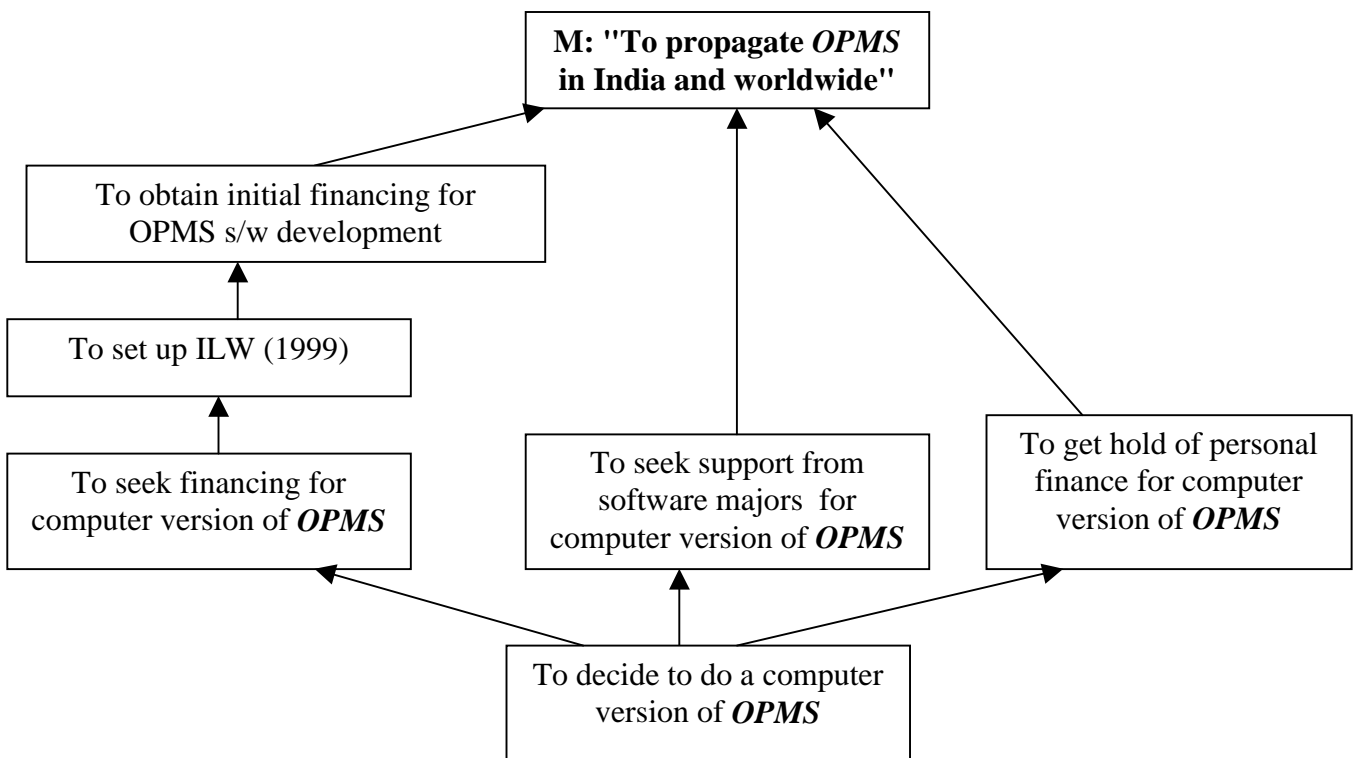 M: "To propagate OPMS
in India and worldwide"
To obtain initial financing for
OPMS s/w development
To set up ILW (1999)
To seek financing for
computer version of OPMS
To seek support from
software majors for
computer version of OPMS
To get hold of personal
finance for computer
version of OPMS
To decide to do a computer
version of OPMS